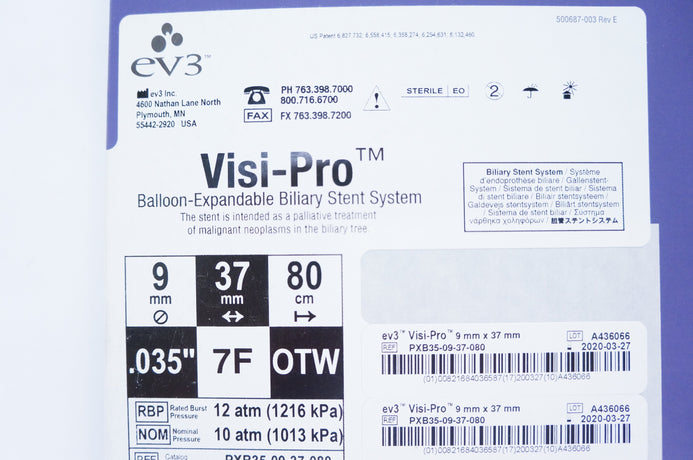 500687-003 Rev E
US Patent 6,827,732; 6,558,415; 6,358,274; 6,294,631; 6,132,460
ev3™
ev3 Inc.
4600 Nathan Lane North
Plymouth, MN
55442-2920 USA
PH 763.398.7000
800.716.6700
FAX FX 763.398.7200
STERILE EO
2
Visi-Pro™
Balloon-Expandable Biliary Stent System
The stent is intended as a palliative treatment
of malignant neoplasms in the biliary tree.
Biliary Stent System / Système
d'endoprothèse biliaire / Gallenstent-
System / Sistema de stent biliar / Sistema
di stent biliare / Biliair stentsysteem /
Galdevejs stentsystem / Biliärt stentsystem
/ Sistema de stent biliar / Σύστημα
νάρθηκα χοληφόρων / 胆管ステントシステム
9 37 80
mm mm cm
.035" 7F OTW
RBP Rated Burst Pressure 12 atm (1216 kPa)
NOM Nominal Pressure 10 atm (1013 kPa)
REF Catalog PXB35-09-37-080
ev3™ Visi-Pro™ 9 mm x 37 mm LOT A436066
REF PXB35-09-37-080 2020-03-27
(01)00821684036587(17)200327(10)A436066
ev3™ Visi-Pro™ 9 mm x 37 mm LOT A436066
REF PXB35-09-37-080 2020-03-27